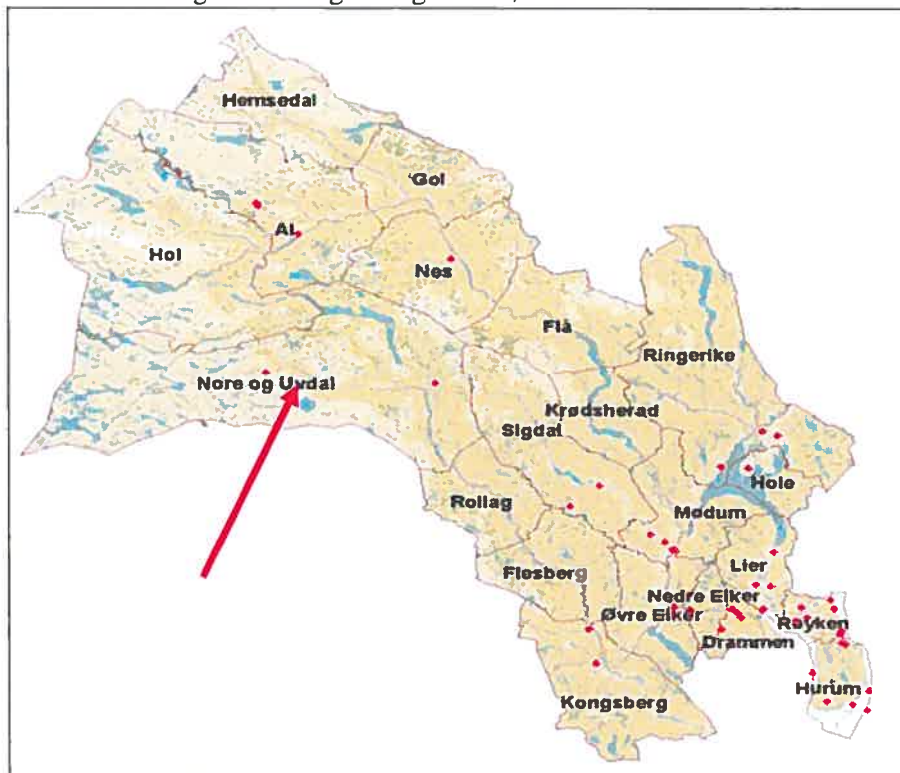 Hemsedal
Gol
Ål
Hol
Nes
Flå
Ringerike
Nore og Uvdal
Krødsherad
Sigdal
Hole
Rollag
Modum
Lier
Flesberg
Nedre Eiker
Øvre Eiker
Røyken
Drammen
Hurum
Kongsberg